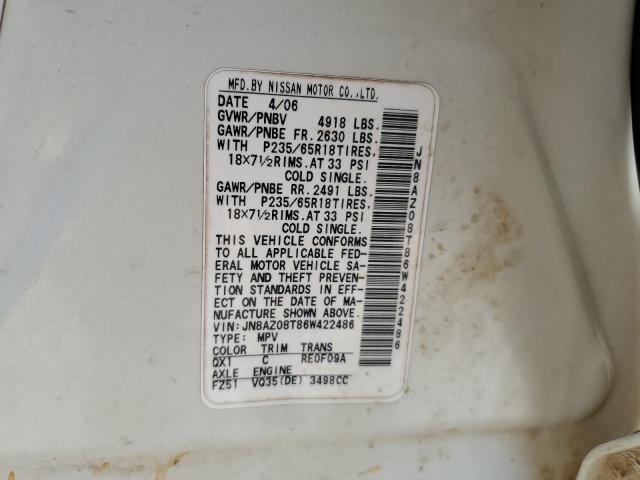 MFD.BY NISSAN MOTOR CO.,LTD.
DATE 4/06
GVWR/PNBV 4918 LBS.
GAWR/PNBE FR. 2630 LBS.
WITH P235/65R18TIRES,
18×7½RIMS.AT 33 PSI
COLD SINGLE.
GAWR/PNBE RR. 2491 LBS.
WITH P235/65R18TIRES,
18×7½RIMS.AT 33 PSI
COLD SINGLE.
THIS VEHICLE CONFORMS
TO ALL APPLICABLE FED-
ERAL MOTOR VEHICLE SA-
FETY AND THEFT PREVEN-
TION STANDARDS IN EFF-
ECT ON THE DATE OF MA-
NUFACTURE SHOWN ABOVE.
VIN:JN8AZ08T86W422486
TYPE: MPV
COLOR TRIM TRANS
QX1 C RE0F09A
AXLE ENGINE
FZ51 VQ35(DE) 3498CC
JN8AZ08T86W422486